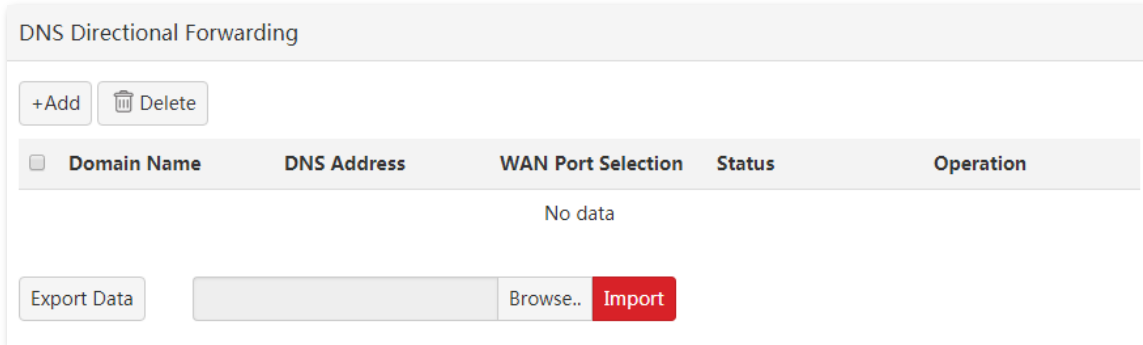 DNS Directional Forwarding
+Add Delete
Domain Name DNS Address WAN Port Selection Status Operation
No data
Export Data Browse.. Import